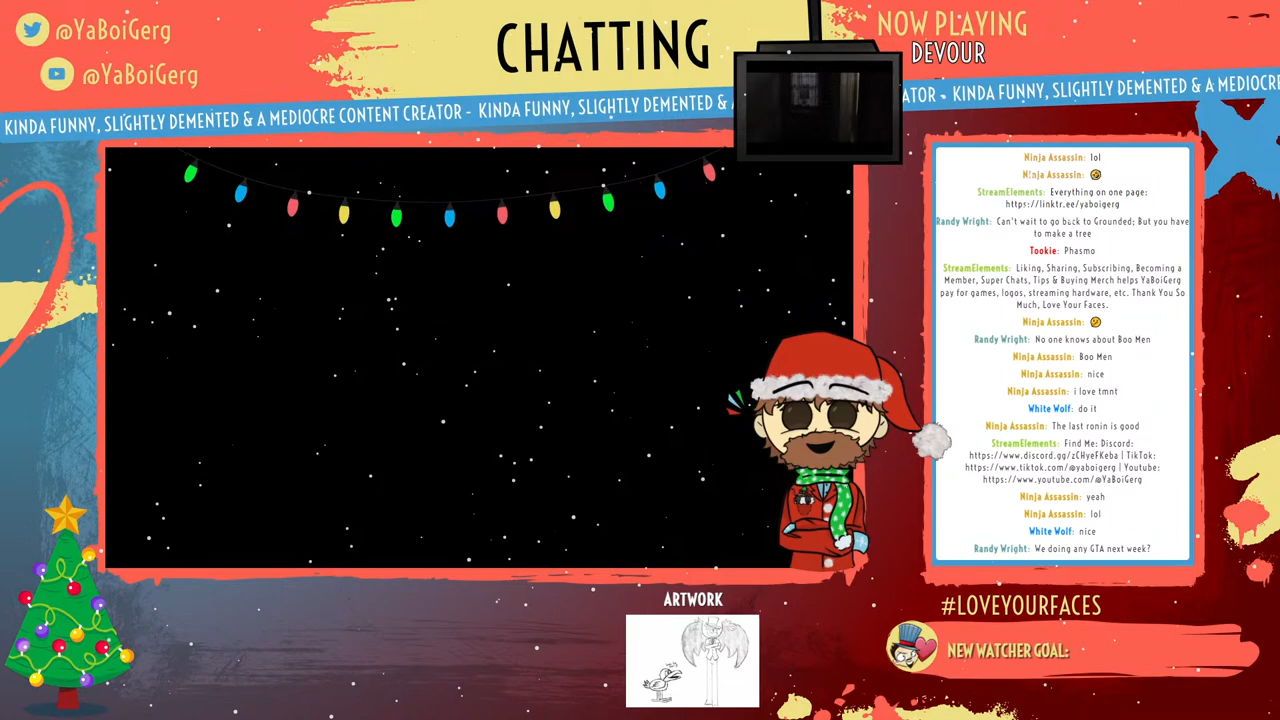 @YaBoiGerg
@YaBoiGerg
CHATTING
NOW PLAYING
DEVOUR
KINDA FUNNY, SLIGHTLY DEMENTED & A MEDIOCRE CONTENT CREATOR - KINDA FUNNY, SLIGHTLY DEMENTED &
ATOR - KINDA FUNNY, SLIGHTLY DEMENTED & A MEDIOCRE
Ninja Assassin: lol
Ninja Assassin:
StreamElements: Everything on one page:
https://linktr.ee/yaboigerg
Randy Wright: Can't wait to go back to Grounded; But you have
to make a tree
Tookie: Phasmo
StreamElements: Liking, Sharing, Subscribing, Becoming a
Member, Super Chats, Tips & Buying Merch helps YaBoiGerg
pay for games, logos, streaming hardware, etc. Thank You So
Much, Love Your Faces.
Ninja Assassin:
Randy Wright: No one knows about Boo Men
Ninja Assassin: Boo Men
Ninja Assassin: nice
Ninja Assassin: i love tmnt
White Wolf: do it
Ninja Assassin: The last ronin is good
StreamElements: Find Me: Discord:
https://www.discord.gg/zCHyeFKeba | TikTok:
https://www.tiktok.com/@yaboigerg | Youtube:
https://www.youtube.com/@YaBoiGerg
Ninja Assassin: yeah
Ninja Assassin: lol
White Wolf: nice
Randy Wright: We doing any GTA next week?
ARTWORK
#LOVEYOURFACES
NEW WATCHER GOAL: